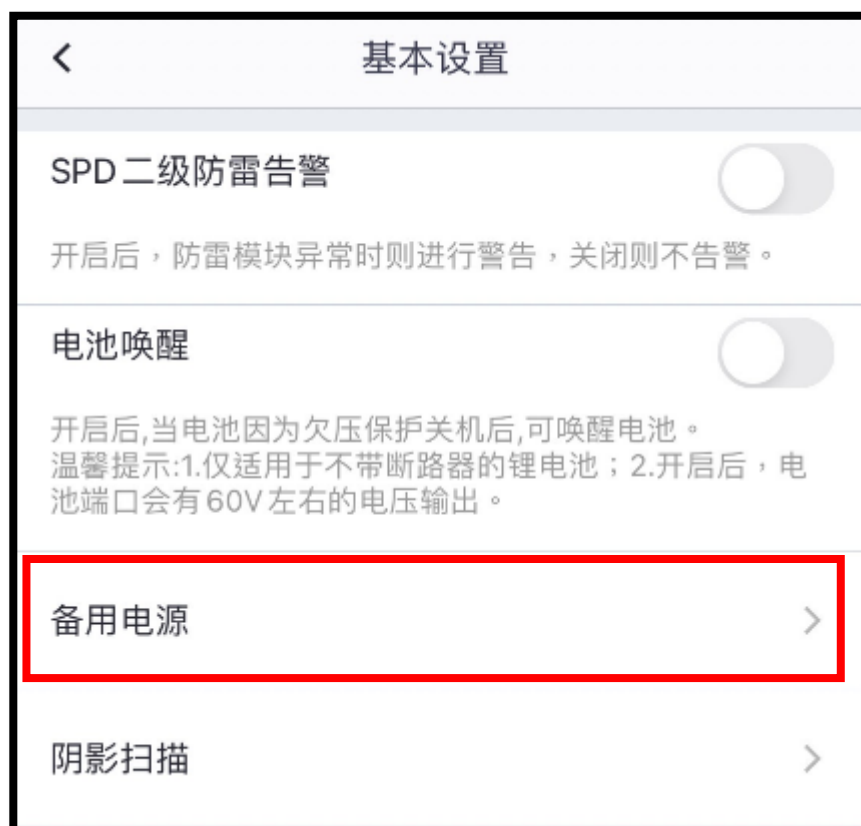 基本设置
SPD二级防雷告警
开启后，防雷模块异常时则进行警告，关闭则不告警。
电池唤醒
开启后,当电池因为欠压保护关机后,可唤醒电池。
温馨提示:1.仅适用于不带断路器的锂电池；2.开启后，电
池端口会有60V左右的电压输出。
备用电源
阴影扫描